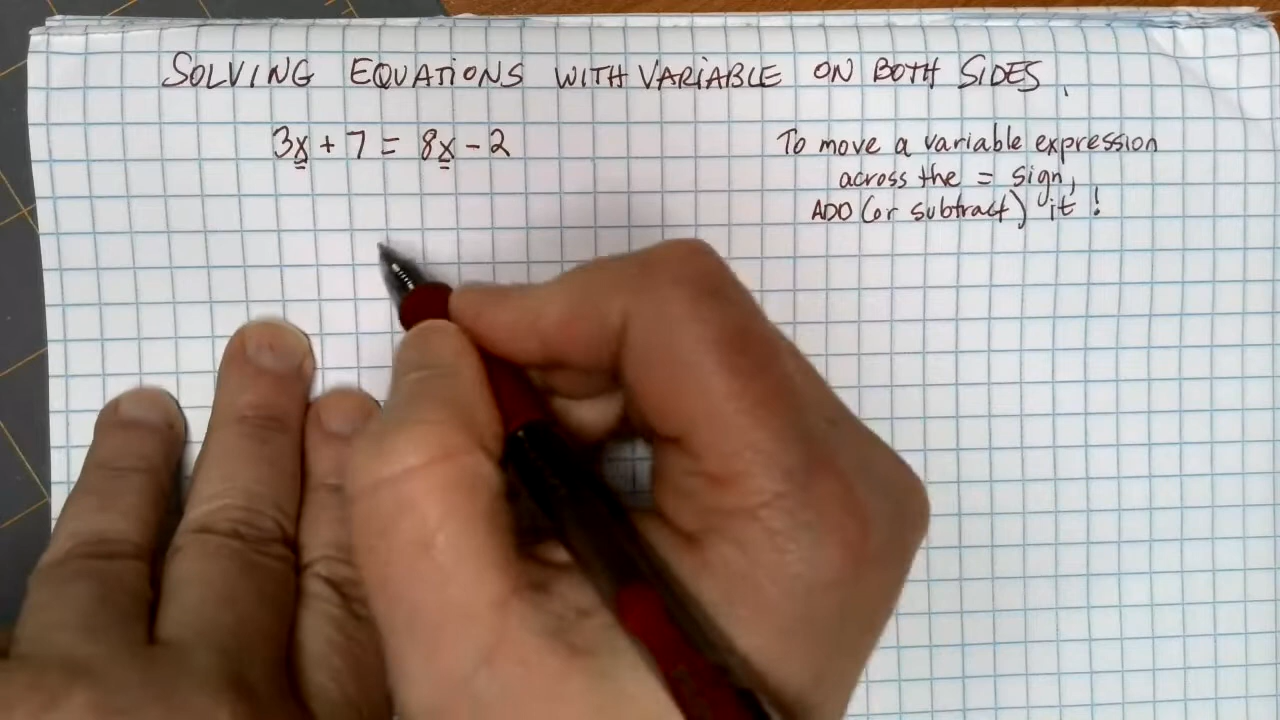 SOLVING EQUATIONS WITH VARIABLE ON BOTH SIDES.
3x + 7 = 8x - 2
To move a variable expression
across the = sign,
ADD (or subtract) it!